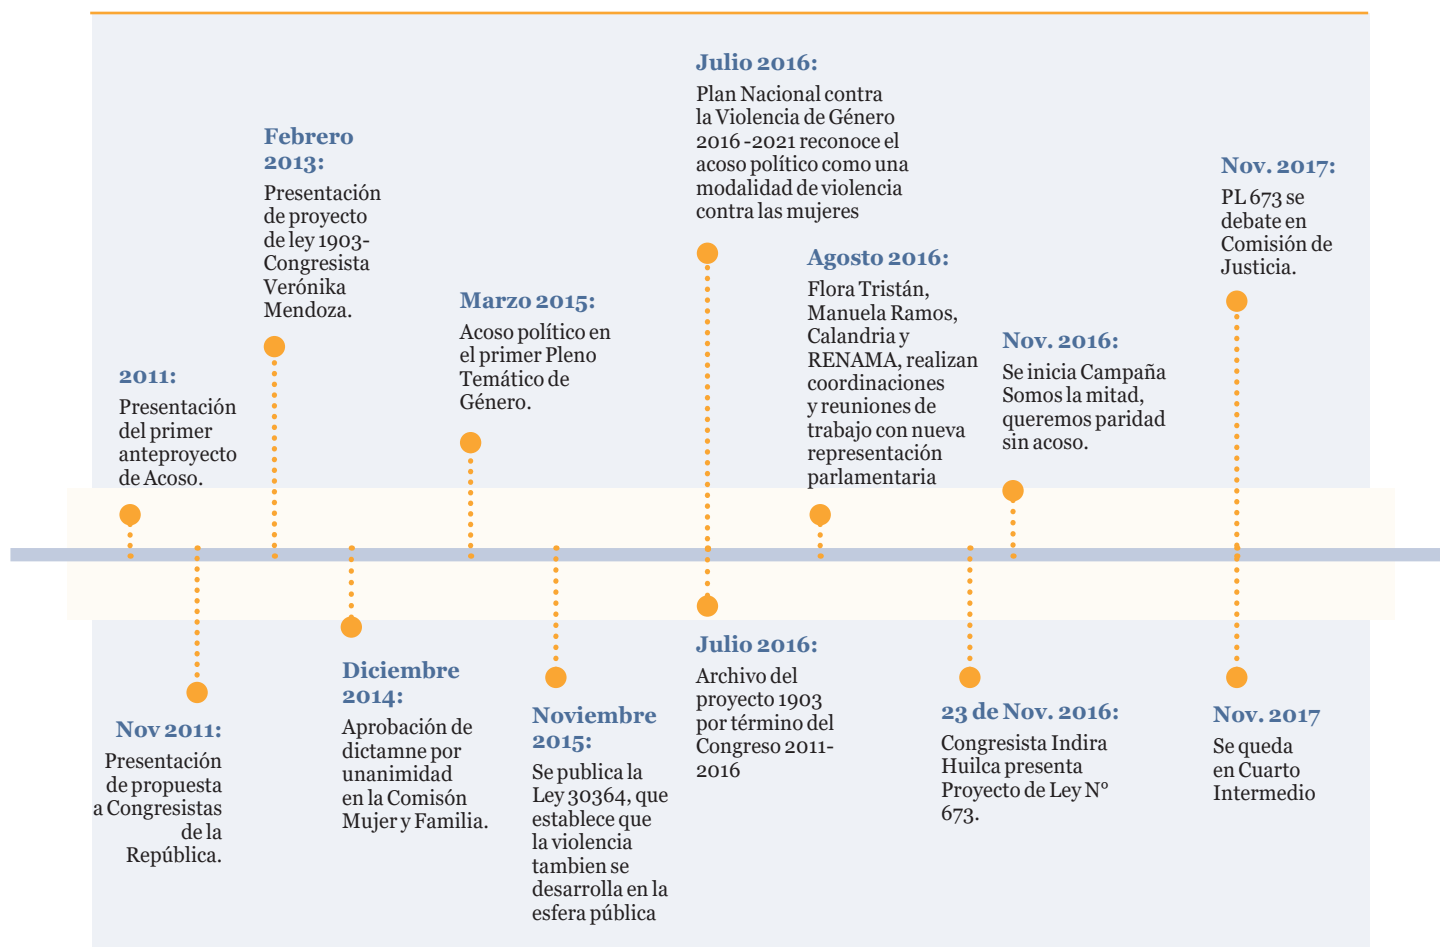 2011:
Presentación
del primer
anteproyecto
de Acoso.
Nov 2011:
Presentación
de propuesta
a Congresistas
de la
República.
Febrero
2013:
Presentación
de proyecto
de ley 1903-
Congresista
Verónika
Mendoza.
Diciembre
2014:
Aprobación de
dictamne por
unanimidad
en la Comisón
Mujer y Familia.
Marzo 2015:
Acoso político en
el primer Pleno
Temático de
Género.
Noviembre
2015:
Se publica la
Ley 30364, que
establece que
la violencia
tambien se
desarrolla en la
esfera pública
Julio 2016:
Plan Nacional contra
la Violencia de Género
2016 -2021 reconoce el
acoso político como una
modalidad de violencia
contra las mujeres
Julio 2016:
Archivo del
proyecto 1903
por término del
Congreso 2011-
2016
Agosto 2016:
Flora Tristán,
Manuela Ramos,
Calandria y
RENAMA, realizan
coordinaciones
y reuniones de
trabajo con nueva
representación
parlamentaria
23 de Nov. 2016:
Congresista Indira
Huilca presenta
Proyecto de Ley N°
673.
Nov. 2016:
Se inicia Campaña
Somos la mitad,
queremos paridad
sin acoso.
Nov. 2017:
PL 673 se
debate en
Comisión de
Justicia.
Nov. 2017
Se queda
en Cuarto
Intermedio